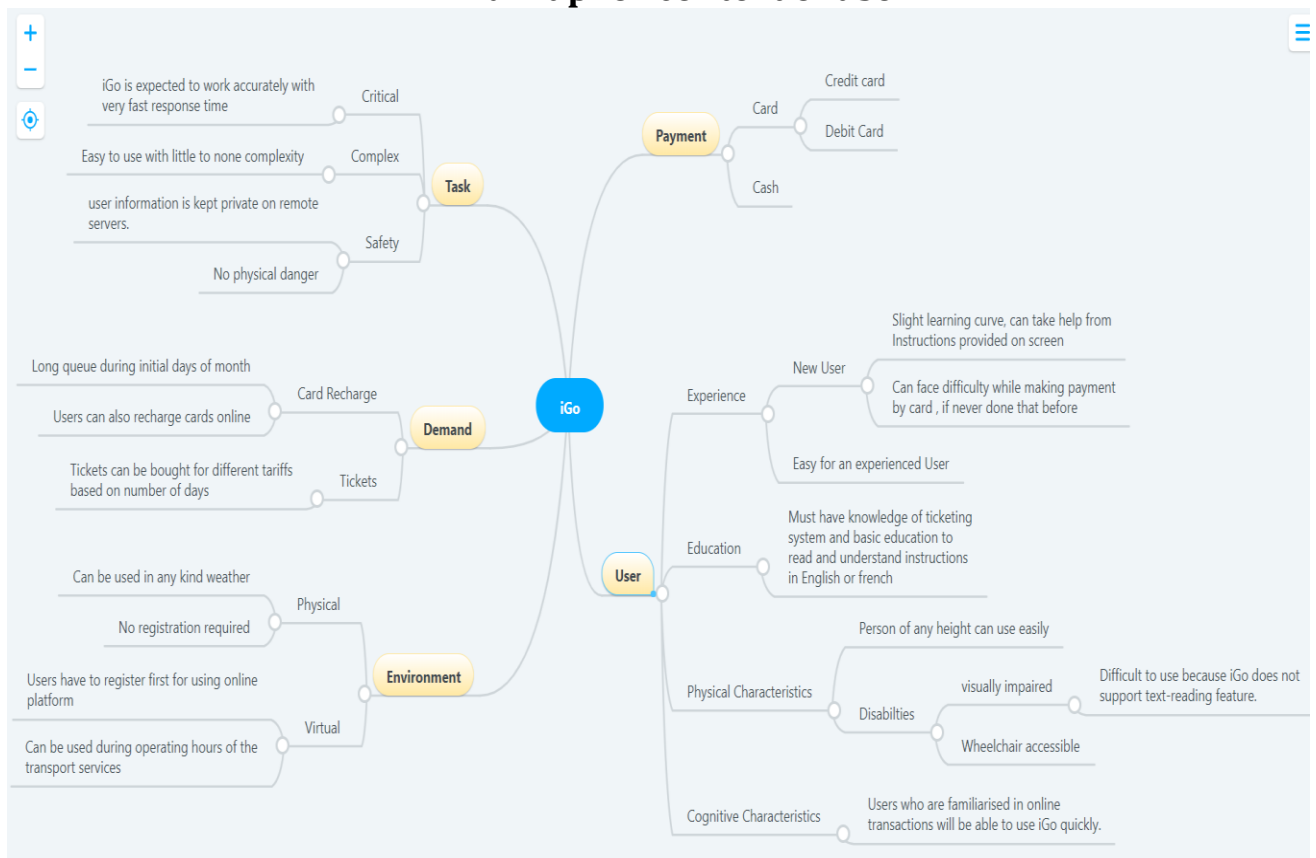 iGo
Task
Critical
iGo is expected to work accurately with
very fast response time
Complex
Easy to use with little to none complexity
Safety
user information is kept private on remote
servers.
No physical danger
Demand
Card Recharge
Long queue during initial days of month
Users can also recharge cards online
Tickets
Tickets can be bought for different tariffs
based on number of days
Environment
Physical
Can be used in any kind weather
No registration required
Virtual
Users have to register first for using online
platform
Can be used during operating hours of the
transport services
Payment
Card
Credit card
Debit Card
Cash
User
Experience
New User
Slight learning curve, can take help from
Instructions provided on screen
Can face difficulty while making payment
by card , if never done that before
Easy for an experienced User
Education
Must have knowledge of ticketing
system and basic education to
read and understand instructions
in English or french
Physical Characteristics
Person of any height can use easily
Disabilties
visually impaired
Difficult to use because iGo does not
support text-reading feature.
Wheelchair accessible
Cognitive Characteristics
Users who are familiarised in online
transactions will be able to use iGo quickly.